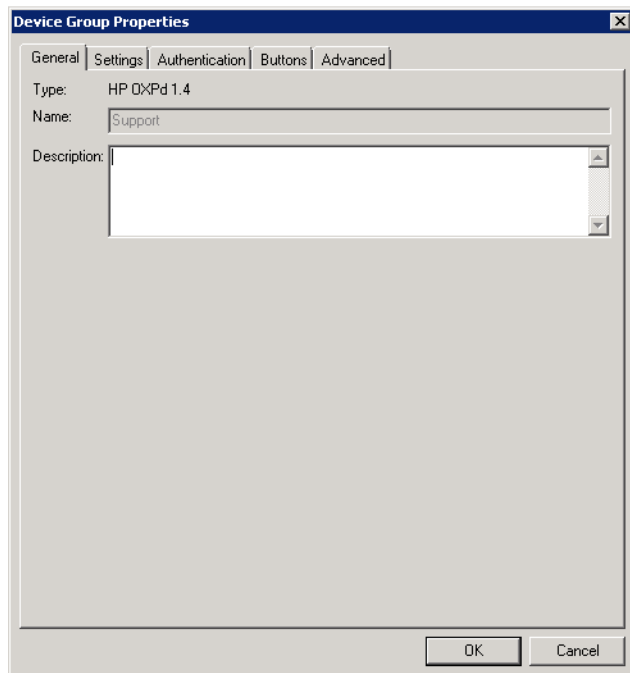 Device Group Properties
General Settings Authentication Buttons Advanced
Type: HP OXPd 1.4
Name: Support
Description:
OK Cancel